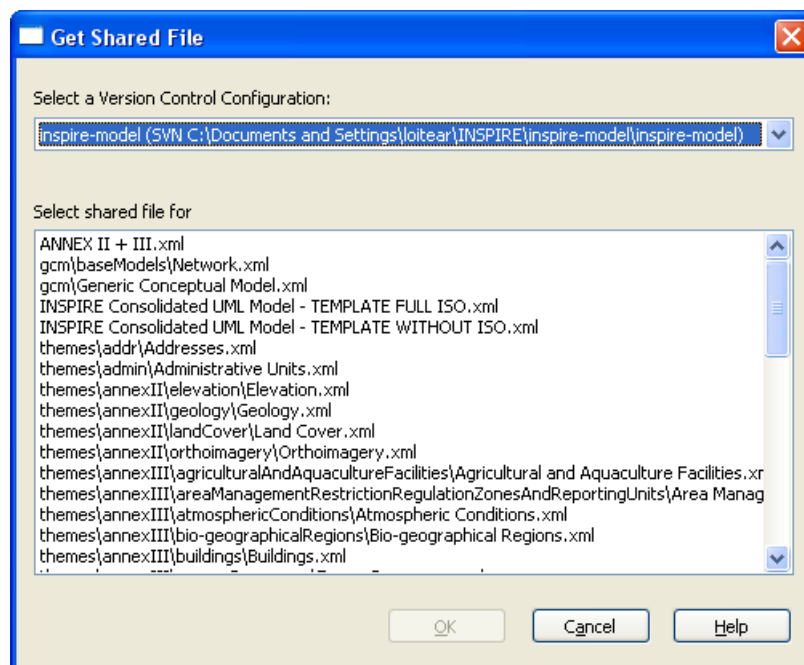 Get Shared File
Select a Version Control Configuration:
inspire-model (SVN C:\Documents and Settings\loitear\INSPIRE\inspire-model\inspire-model)
Select shared file for
ANNEX II + III.xml
gcm\baseModels\Network.xml
gcm\Generic Conceptual Model.xml
INSPIRE Consolidated UML Model - TEMPLATE FULL ISO.xml
INSPIRE Consolidated UML Model - TEMPLATE WITHOUT ISO.xml
themes\addr\Addresses.xml
themes\admin\Administrative Units.xml
themes\annexII\elevation\Elevation.xml
themes\annexII\geology\Geology.xml
themes\annexII\landCover\Land Cover.xml
themes\annexII\orthoimagery\Orthoimagery.xml
themes\annexIII\agriculturalAndAquacultureFacilities\Agricultural and Aquaculture Facilities.xm
themes\annexIII\areaManagementRestrictionRegulationZonesAndReportingUnits\Area Manag
themes\annexIII\atmosphericConditions\Atmospheric Conditions.xml
themes\annexIII\bio-geographicalRegions\Bio-geographical Regions.xml
themes\annexIII\buildings\Buildings.xml
OK Cancel Help